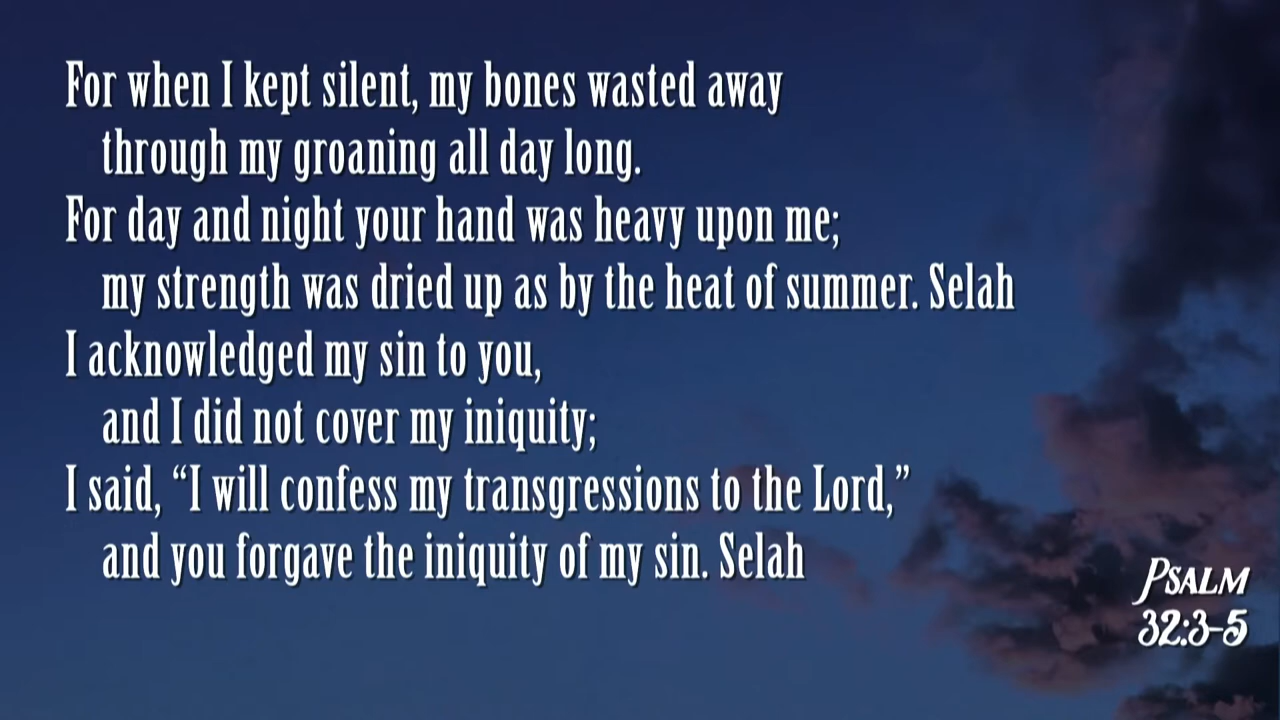 For when I kept silent, my bones wasted away
through my groaning all day long.
For day and night your hand was heavy upon me;
my strength was dried up as by the heat of summer. Selah
I acknowledged my sin to you,
and I did not cover my iniquity;
I said, “I will confess my transgressions to the Lord,”
and you forgave the iniquity of my sin. Selah
Psalm
32:3-5